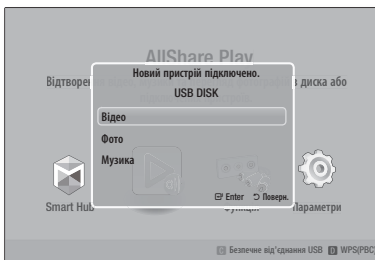 AllShare Play
Новий пристрій підключено.
USB DISK
Відтворе
з диска або
Відео
Фото
Музика
Enter Поверн.
Smart Hub
Функція
Параметри
Безпечне від'єднання USB D WPS(PBC)